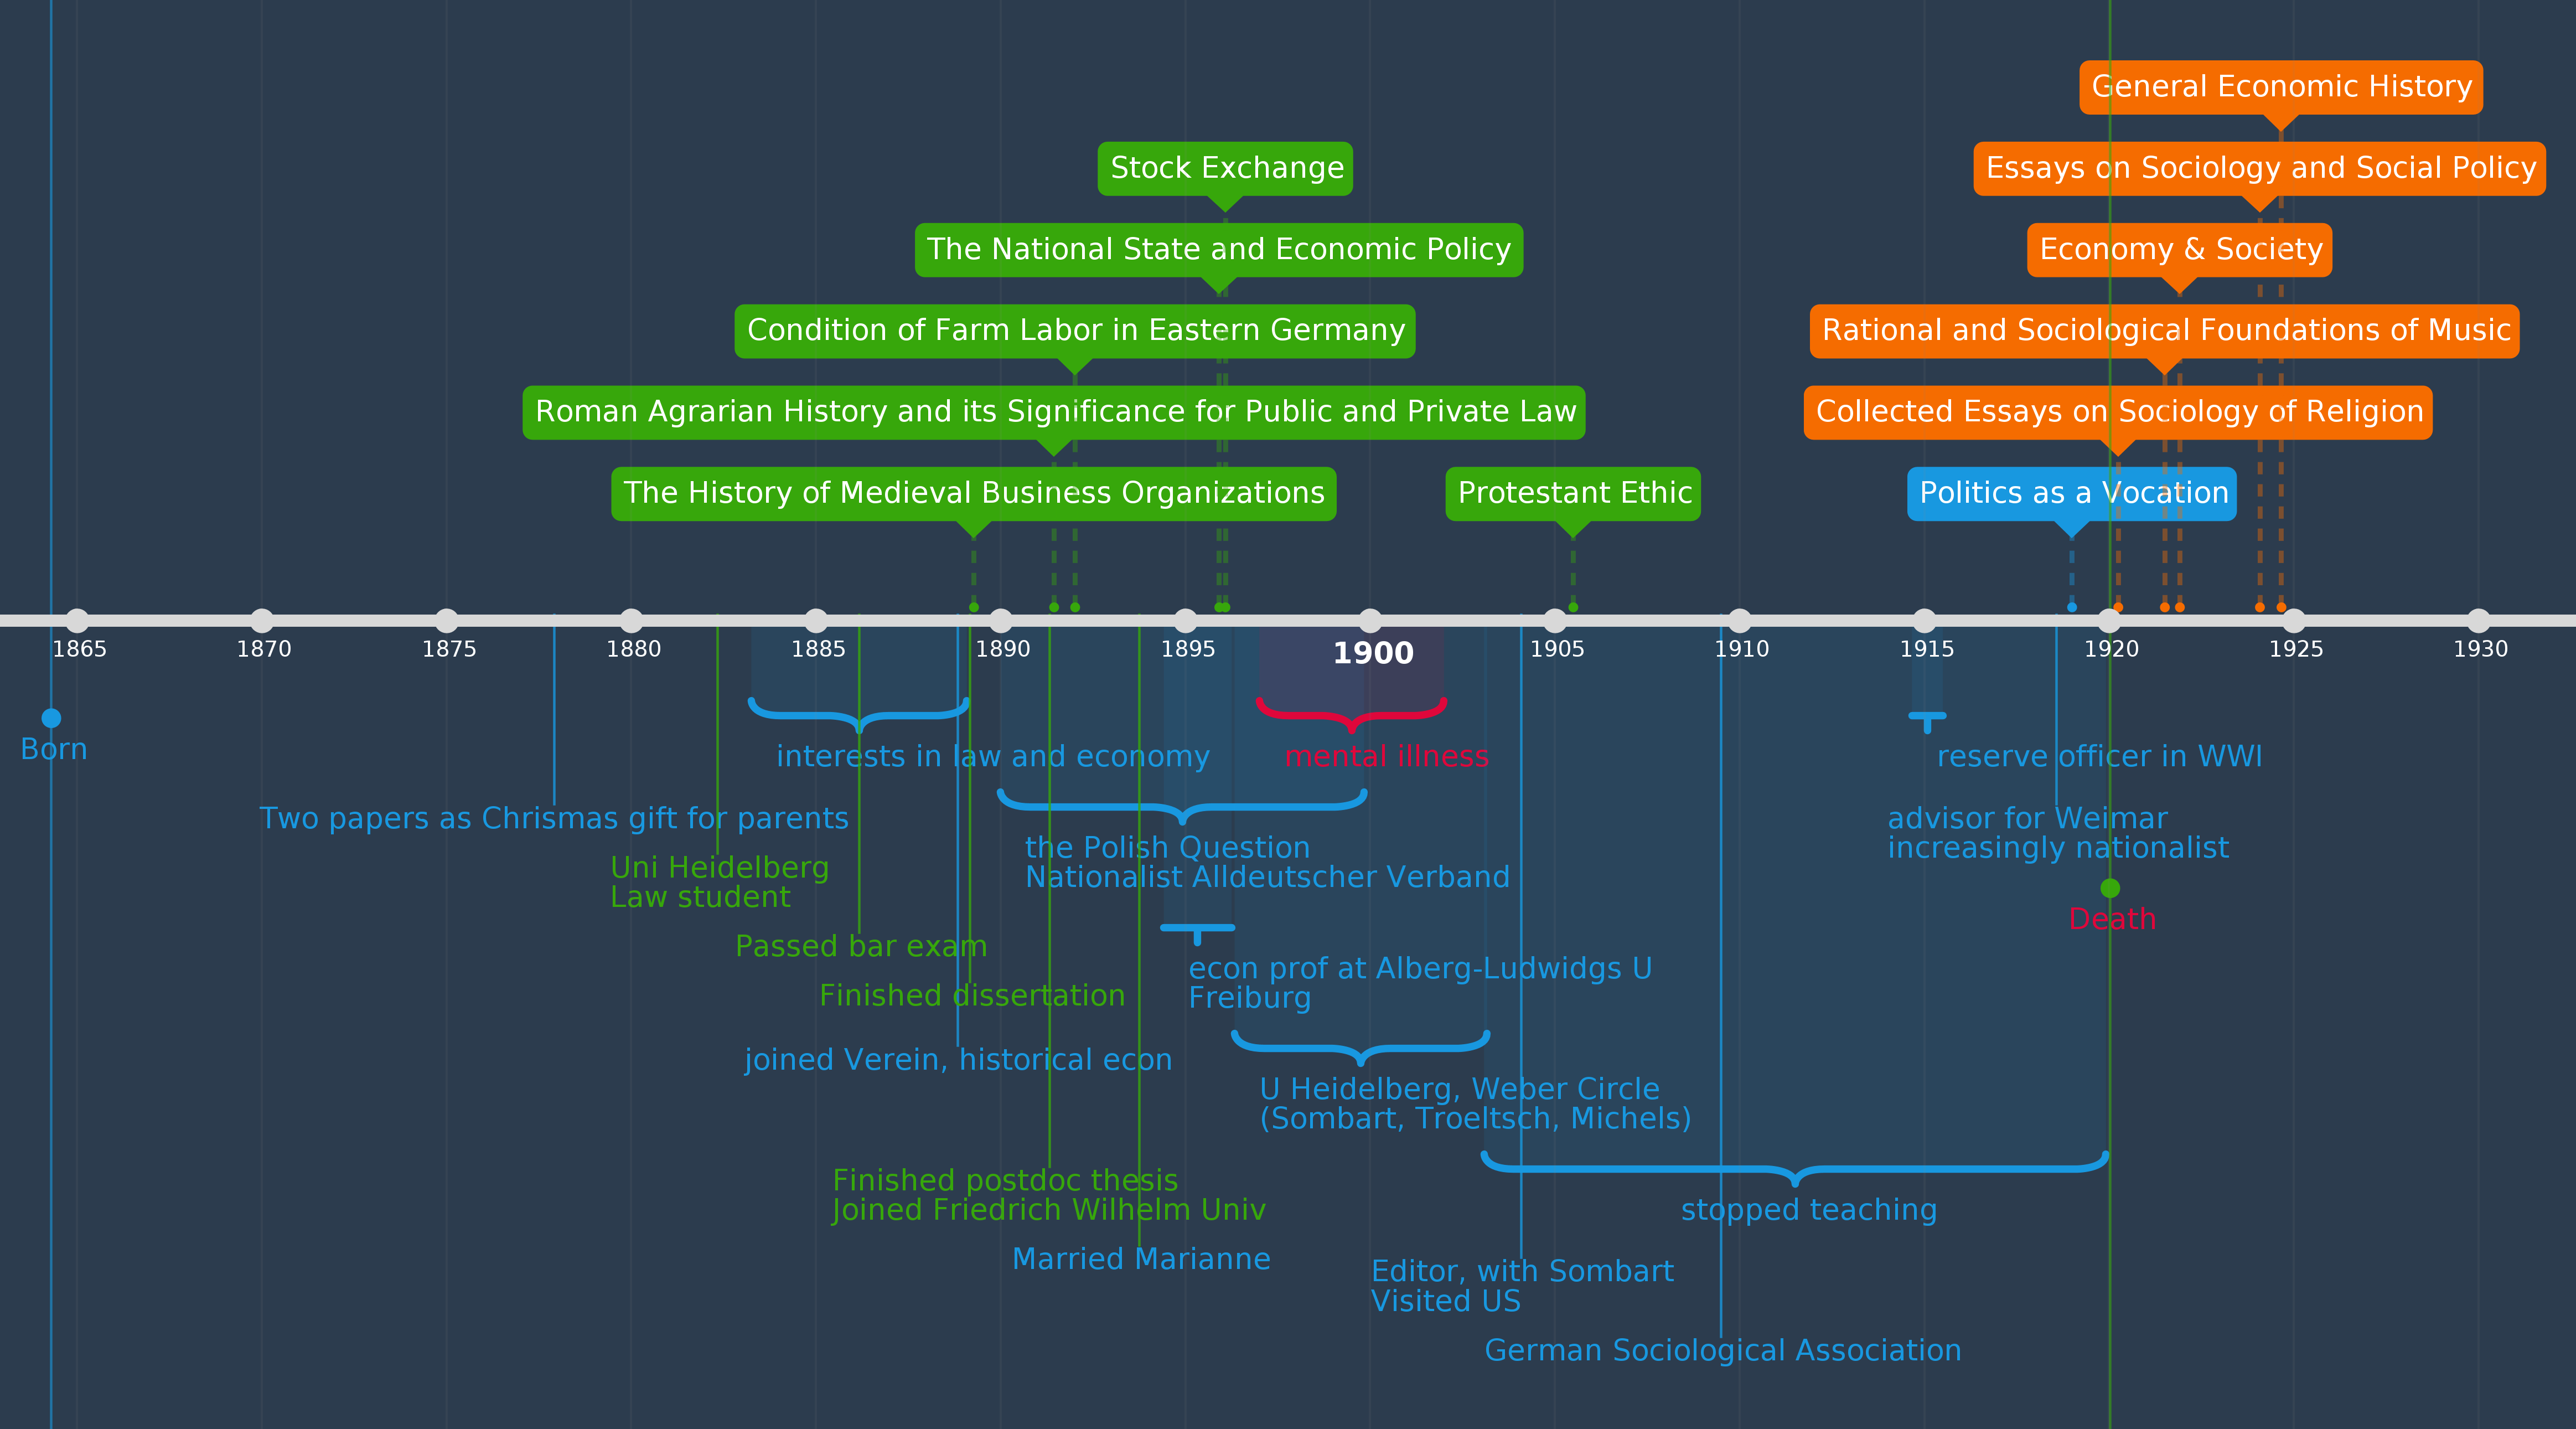 General Economic History
Stock Exchange
Essays on Sociology and Social Policy
The National State and Economic Policy
Economy & Society
Condition of Farm Labor in Eastern Germany
Rational and Sociological Foundations of Music
Roman Agrarian History and its Significance for Public and Private Law
Collected Essays on Sociology of Religion
The History of Medieval Business Organizations
Protestant Ethic
Politics as a Vocation
1865 1870 1875 1880 1885 1890 1895 1900 1905 1910 1915 1920 1925 1930
Born
interests in law and economy
mental illness
reserve officer in WWI
Two papers as Chrismas gift for parents
advisor for Weimar
increasingly nationalist
the Polish Question
Nationalist Alldeutscher Verband
Uni Heidelberg
Law student
Death
Passed bar exam
econ prof at Alberg-Ludwidgs U
Freiburg
Finished dissertation
joined Verein, historical econ
U Heidelberg, Weber Circle
(Sombart, Troeltsch, Michels)
Finished postdoc thesis
Joined Friedrich Wilhelm Univ
stopped teaching
Married Marianne
Editor, with Sombart
Visited US
German Sociological Association